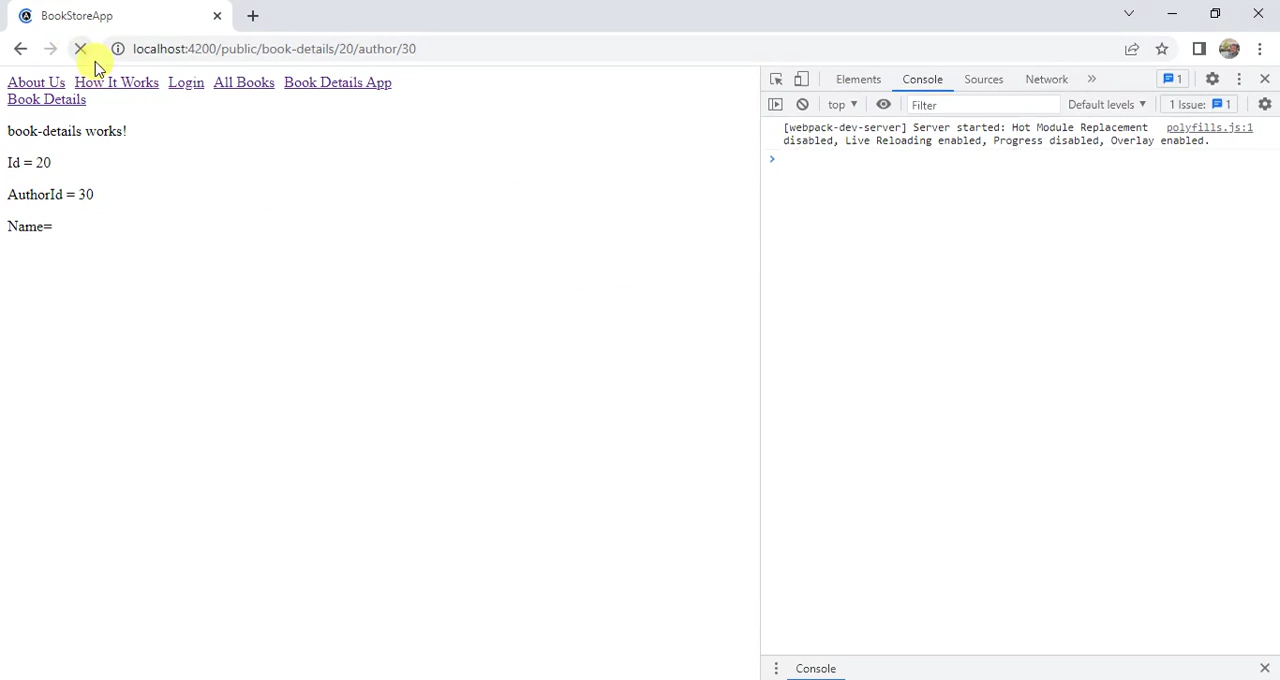 BookStoreApp
localhost:4200/public/book-details/20/author/30
About Us How It Works Login All Books Book Details App
Book Details
book-details works!
Id = 20
AuthorId = 30
Name=
Elements Console Sources Network » 1
top Filter Default levels 1 Issue: 1
[webpack-dev-server] Server started: Hot Module Replacement polyfills.js:1
disabled, Live Reloading enabled, Progress disabled, Overlay enabled.
>
Console